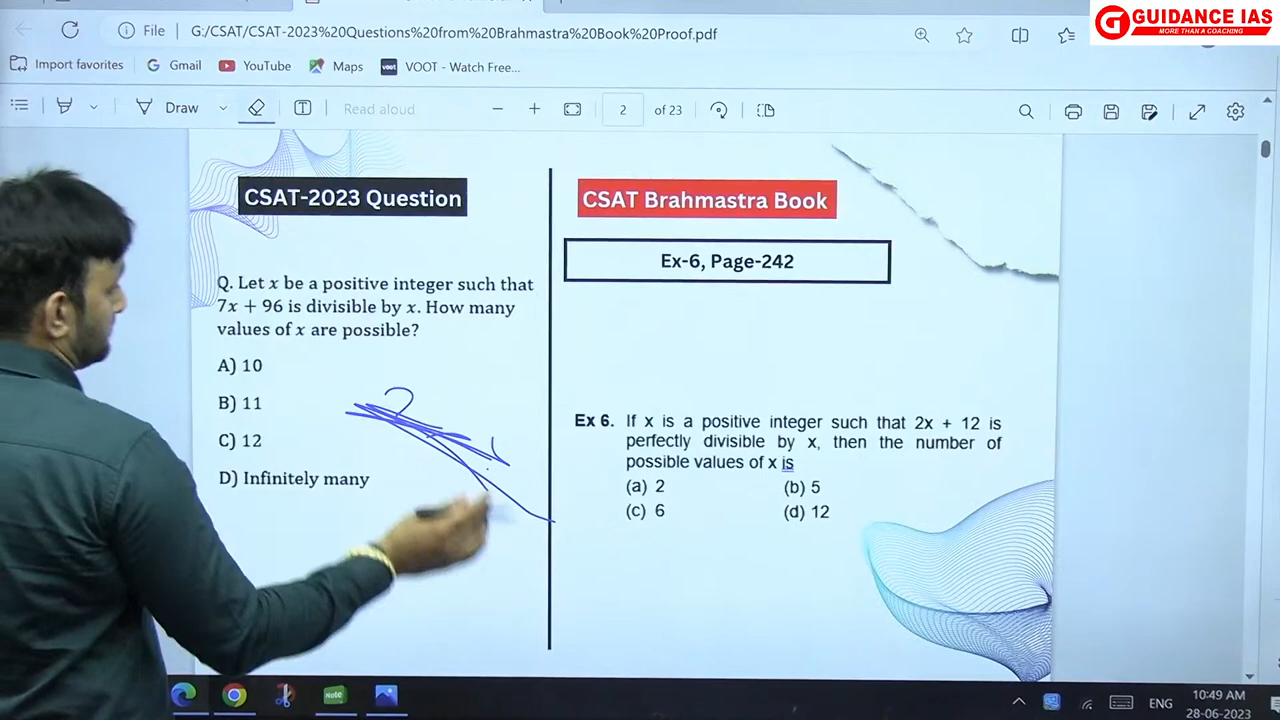 GUIDANCE IAS
MORE THAN A COACHING
File
G:/CSAT/CSAT-2023%20Questions%20from%20Brahmastra%20Book%20Proof.pdf
Import favorites
Gmail
YouTube
Maps
voot
VOOT - Watch Free...
Draw
Read aloud
2
of 23
CSAT-2023 Question
Q. Let x be a positive integer such that
7x + 96 is divisible by x. How many
values of x are possible?
A) 10
B) 11
C) 12
D) Infinitely many
CSAT Brahmastra Book
Ex-6, Page-242
Ex 6. If x is a positive integer such that 2x + 12 is
perfectly divisible by x, then the number of
possible values of x is
(a) 2 (b) 5
(c) 6 (d) 12
Note
ENG
10:49 AM
28-06-2023